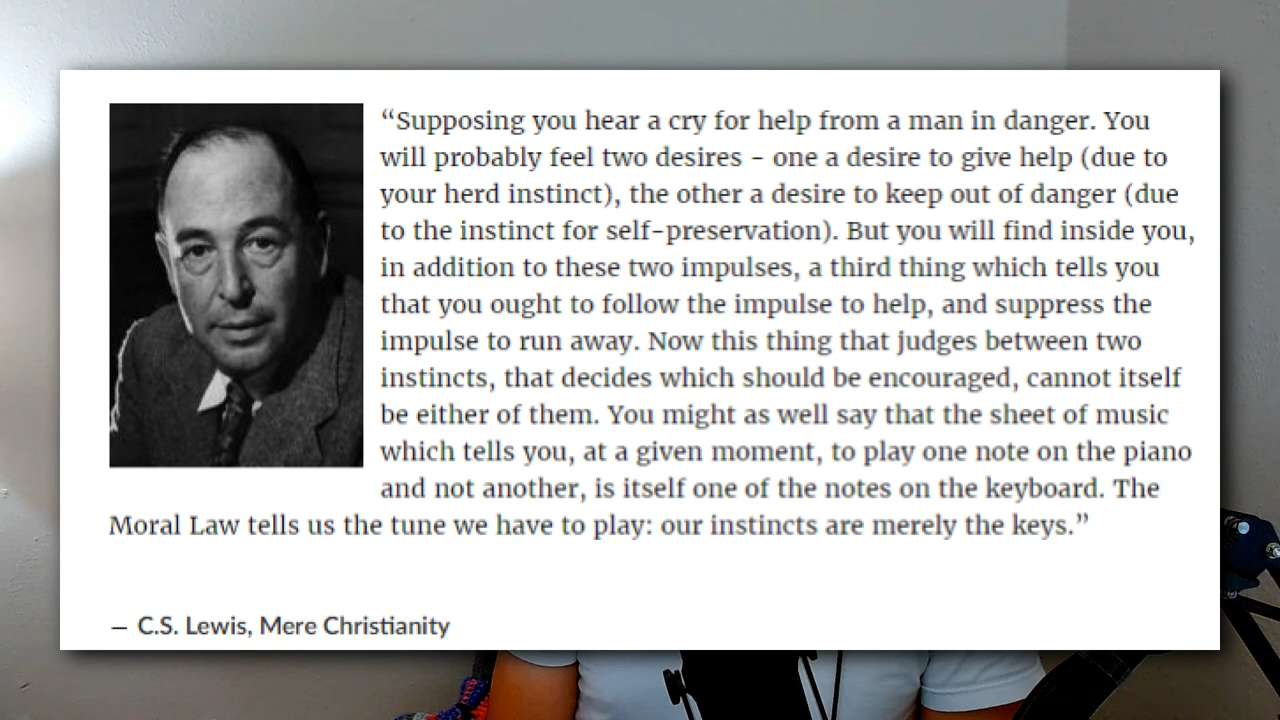 “Supposing you hear a cry for help from a man in danger. You
will probably feel two desires – one a desire to give help (due to
your herd instinct), the other a desire to keep out of danger (due
to the instinct for self-preservation). But you will find inside you,
in addition to these two impulses, a third thing which tells you
that you ought to follow the impulse to help, and suppress the
impulse to run away. Now this thing that judges between two
instincts, that decides which should be encouraged, cannot itself
be either of them. You might as well say that the sheet of music
which tells you, at a given moment, to play one note on the piano
and not another, is itself one of the notes on the keyboard. The
Moral Law tells us the tune we have to play: our instincts are merely the keys.”
— C.S. Lewis, Mere Christianity